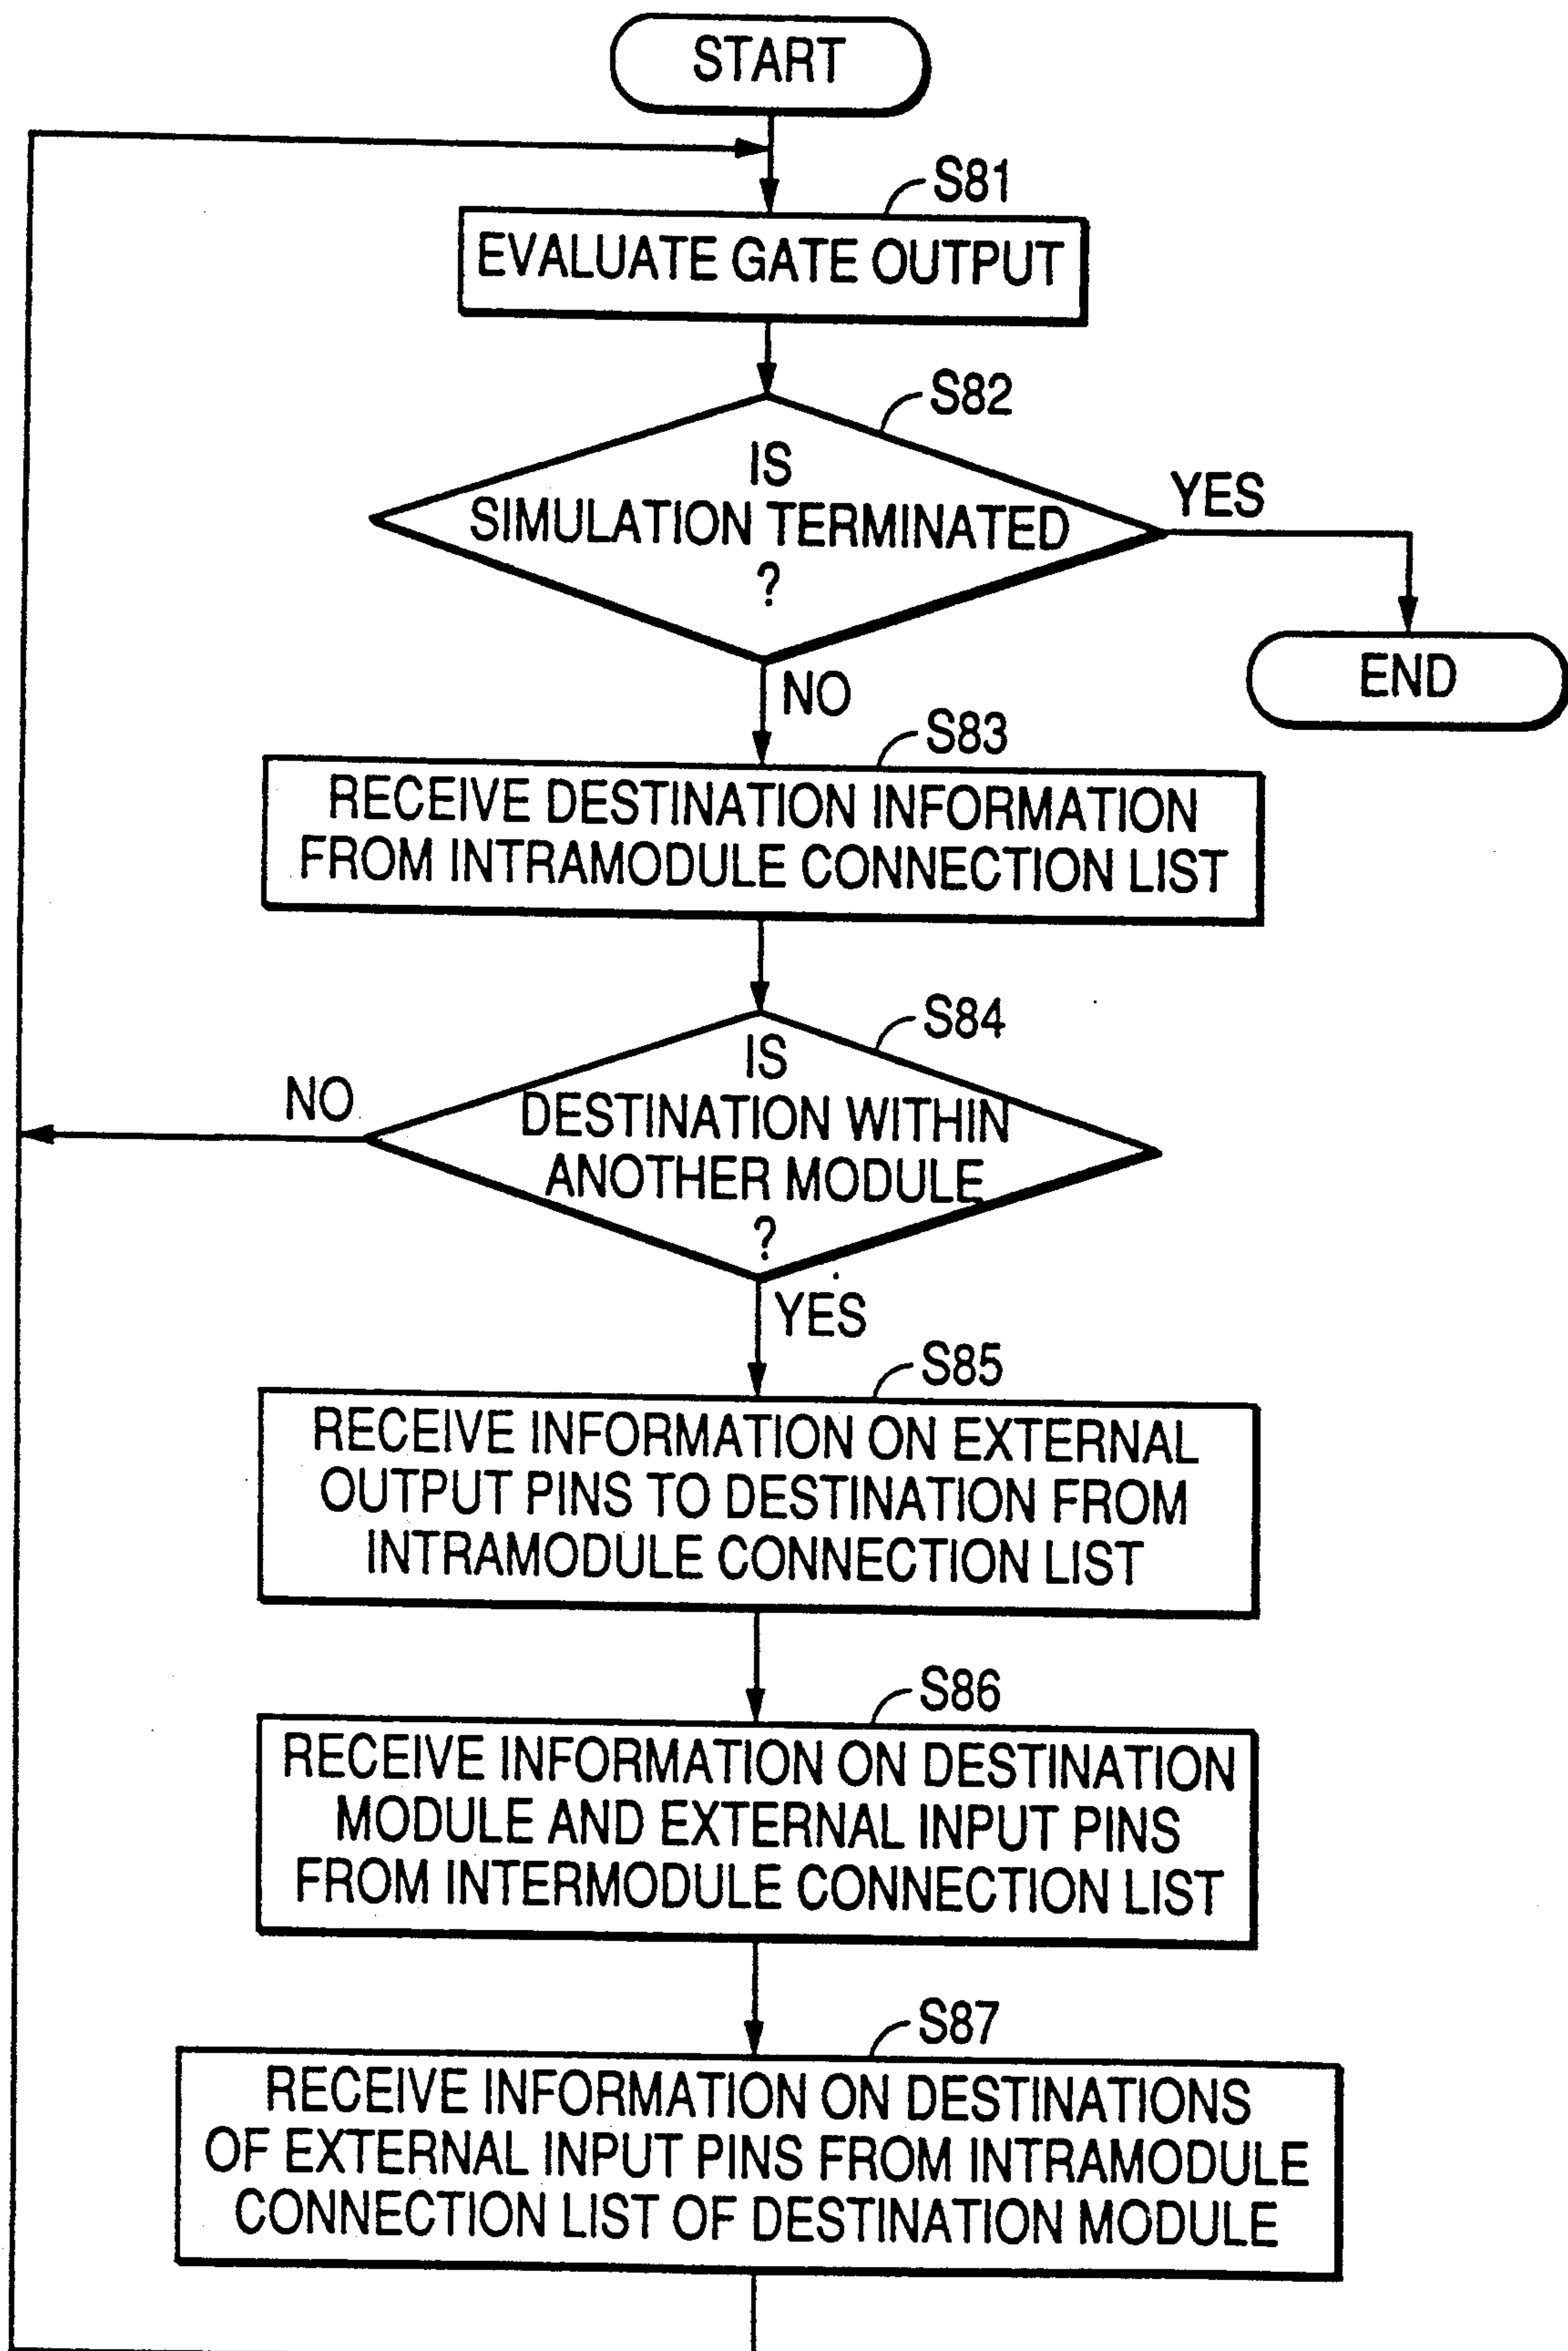 START
S81
EVALUATE GATE OUTPUT
S82
IS
SIMULATION TERMINATED
?
YES
END
NO
S83
RECEIVE DESTINATION INFORMATION
FROM INTRAMODULE CONNECTION LIST
S84
IS
DESTINATION WITHIN
ANOTHER MODULE
?
NO
YES
S85
RECEIVE INFORMATION ON EXTERNAL
OUTPUT PINS TO DESTINATION FROM
INTRAMODULE CONNECTION LIST
S86
RECEIVE INFORMATION ON DESTINATION
MODULE AND EXTERNAL INPUT PINS
FROM INTERMODULE CONNECTION LIST
S87
RECEIVE INFORMATION ON DESTINATIONS
OF EXTERNAL INPUT PINS FROM INTRAMODULE
CONNECTION LIST OF DESTINATION MODULE